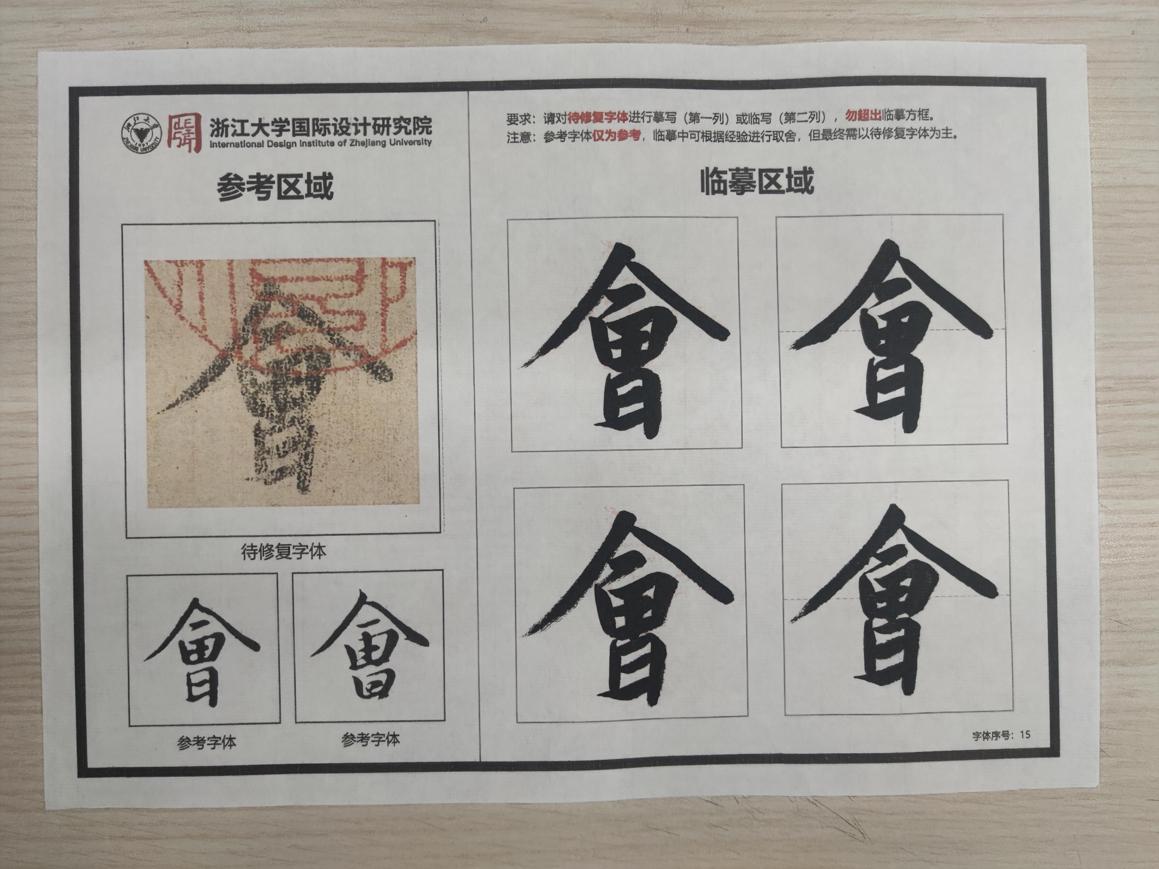 浙江大学国际设计研究院
International Design Institute of Zhejiang University
参考区域
會
待修复字体
會 會
参考字体 参考字体
要求：请对待修复字体进行摹写（第一列）或临写（第二列），勿超出临摹方框。
注意：参考字体仅为参考，临摹中可根据经验进行取舍，但最终需以待修复字体为主。
临摹区域
會 會
會 會
字体序号：15